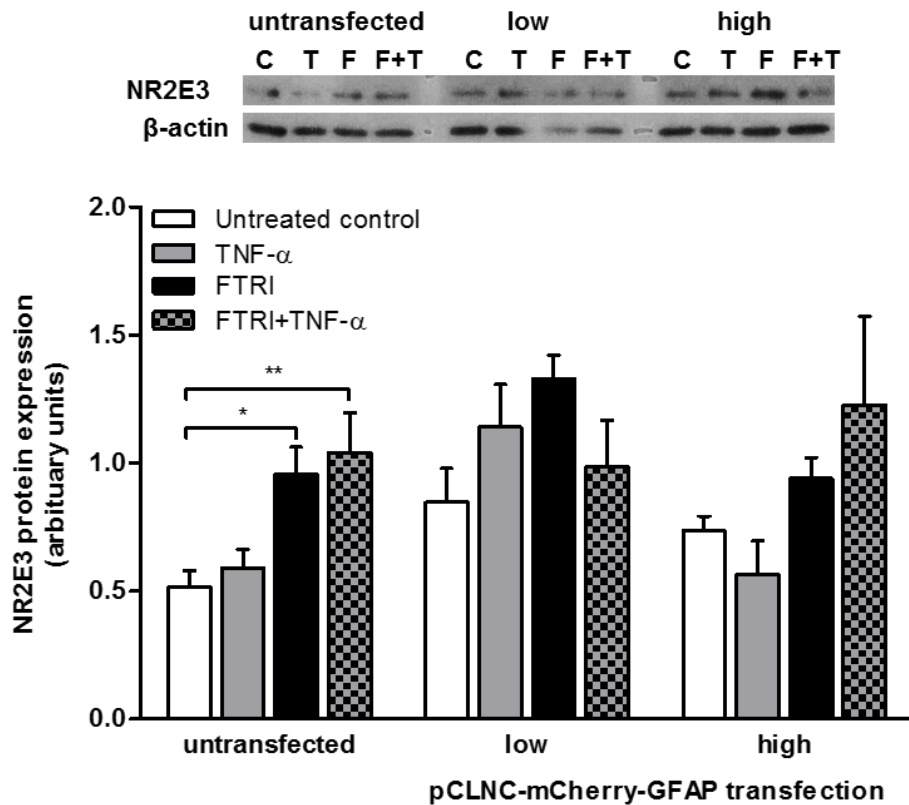 untransfected low high
C T F F+T C T F F+T C T F F+T
NR2E3
β-actin
2.0
1.5
1.0
0.5
0.0
NR2E3 protein expression
(arbituary units)
Untreated control
TNF-α
FTRI
FTRI+TNF-α
**
*
untransfected low high
pCLNC-mCherry-GFAP transfection